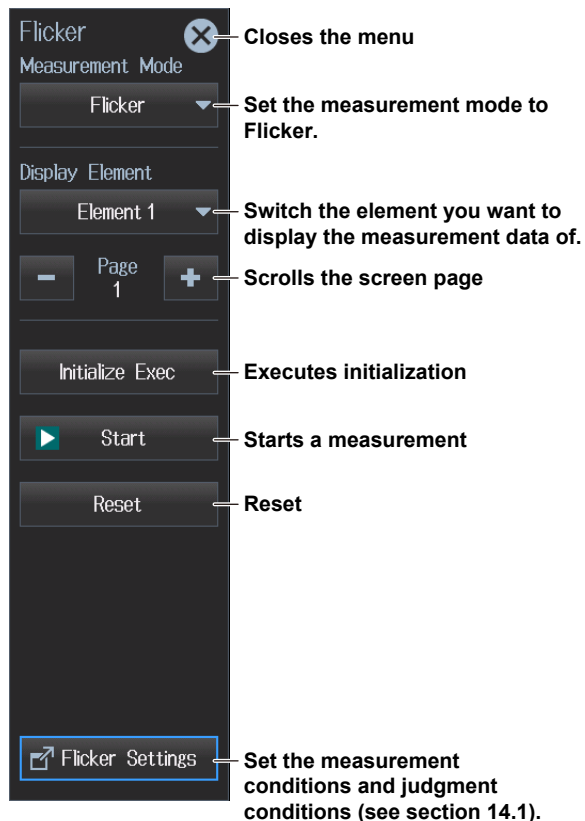 Flicker
Closes the menu
Measurement Mode
Flicker
Set the measurement mode to
Flicker.
Display Element
Element 1
Switch the element you want to
display the measurement data of.
Page
1
Scrolls the screen page
Initialize Exec
Executes initialization
Start
Starts a measurement
Reset
Reset
Flicker Settings
Set the measurement
conditions and judgment
conditions (see section 14.1).